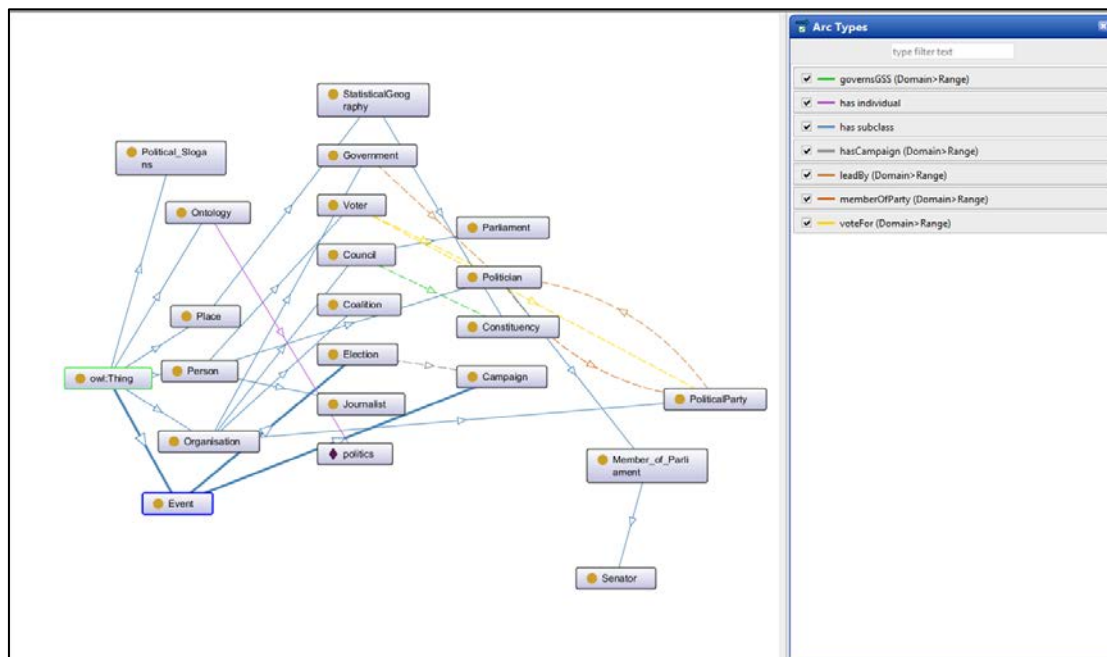 StatisticalGeog
raphy
Political_Sloga
ns
Government
Ontology
Voter
Parliament
Council
Politician
Coalition
Place
Constituency
Election
owl:Thing
Person
Campaign
Journalist
PoliticalParty
Organisation
politics
Member_of_Parli
ament
Event
Senator
Arc Types
type filter text
governsGSS (Domain>Range)
has individual
has subclass
hasCampaign (Domain>Range)
leadBy (Domain>Range)
memberOfParty (Domain>Range)
voteFor (Domain>Range)